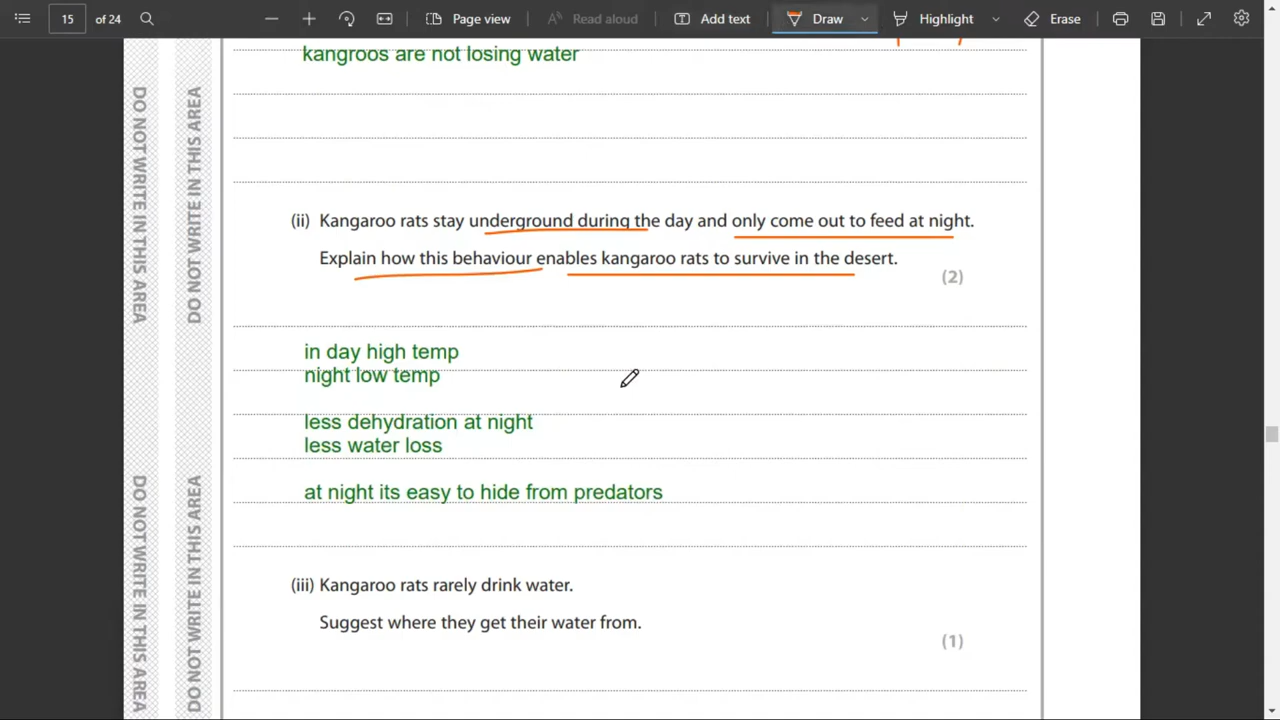 15
of 24
Page view
Read aloud
Add text
Draw
Highlight
Erase
kangroos are not losing water
(ii) Kangaroo rats stay underground during the day and only come out to feed at night.
Explain how this behaviour enables kangaroo rats to survive in the desert.
(2)
in day high temp
night low temp
less dehydration at night
less water loss
at night its easy to hide from predators
(iii) Kangaroo rats rarely drink water.
Suggest where they get their water from.
(1)
DO NOT WRITE IN THIS AREA
DO NOT WRITE IN THIS AREA
DO NOT WRITE IN THIS AREA
DO NOT WRITE IN THIS AREA